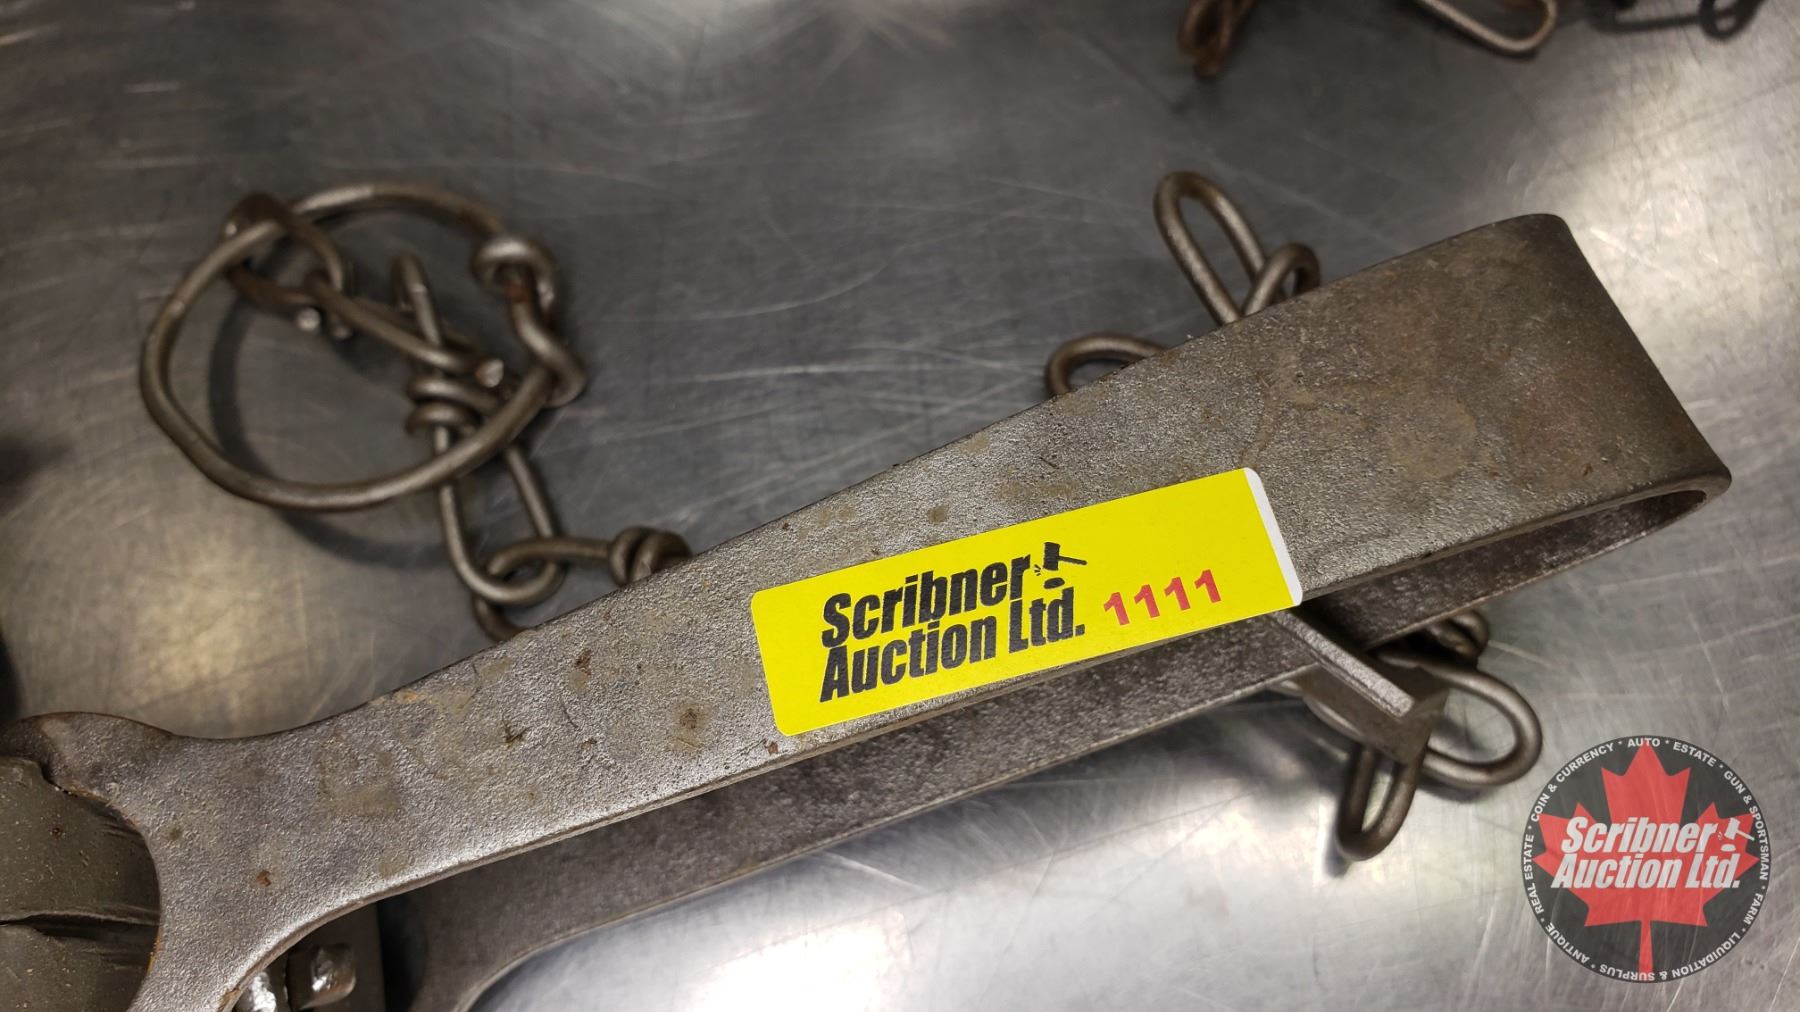 Scribner
Auction Ltd.
1111
Scribner
Auction Ltd.
ANTIQUE * REAL ESTATE * COIN & CURRENCY * AUTO * ESTATE * GUN & SPORTSMAN * FARM * LIQUIDATION & SURPLUS *